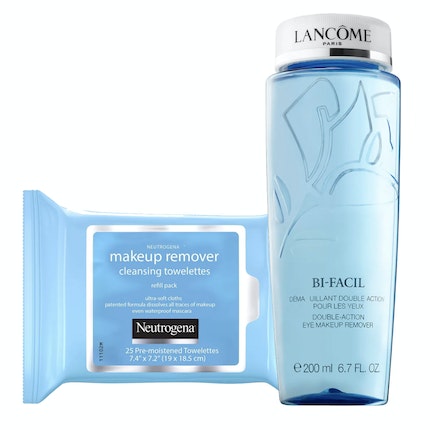 LANCÔME
PARIS
BI-FACIL
DÉMA UILLANT DOUBLE ACTION
POUR LES YEUX
DOUBLE-ACTION
EYE MAKEUP REMOVER
℮ 200 ml 6.7 FL. OZ
NEUTROGENA
makeup remover
cleansing towelettes
refill pack
ultra-soft cloths
patented formula dissolves all traces of makeup
even waterproof mascara
Neutrogena
25 Pre-moistened Towelettes
7.4" x 7.2" (19 x 18.5 cm)